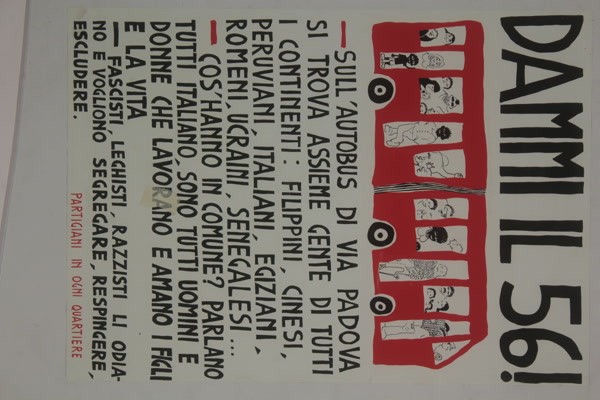 DAMMI IL 56!
— SULL'AUTOBUS DI VIA PADOVA
SI TROVA ASSIEME GENTE DI TUTTI
I CONTINENTI: FILIPPINI, CINESI,
PERUVIANI, ITALIANI, EGIZIANI,
ROMENI, UCRAINI, SENEGALESI...
— COS'HANNO IN COMUNE? PARLANO
TUTTI ITALIANO, SONO TUTTI UOMINI E
DONNE CHE LAVORANO E AMANO I FIGLI
E LA VITA
— FASCISTI, LEGHISTI, RAZZISTI LI ODIA-
NO E VOGLIONO SEGREGARE, RESPINGERE,
ESCLUDERE.
PARTIGIANI IN OGNI QUARTIERE